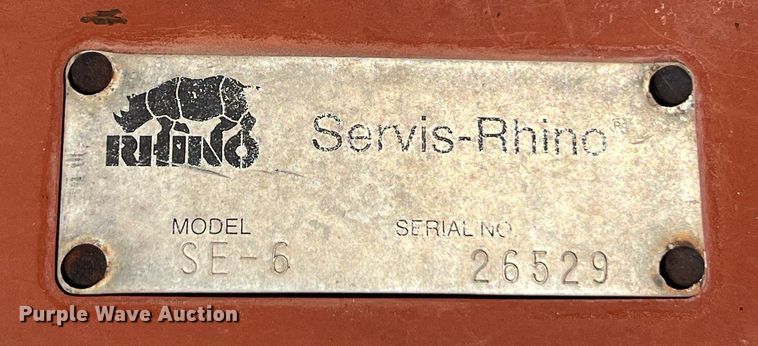 RHINO
Servis-Rhino®
MODEL SERIAL NO.
SE-6 26529
Purple Wave Auction